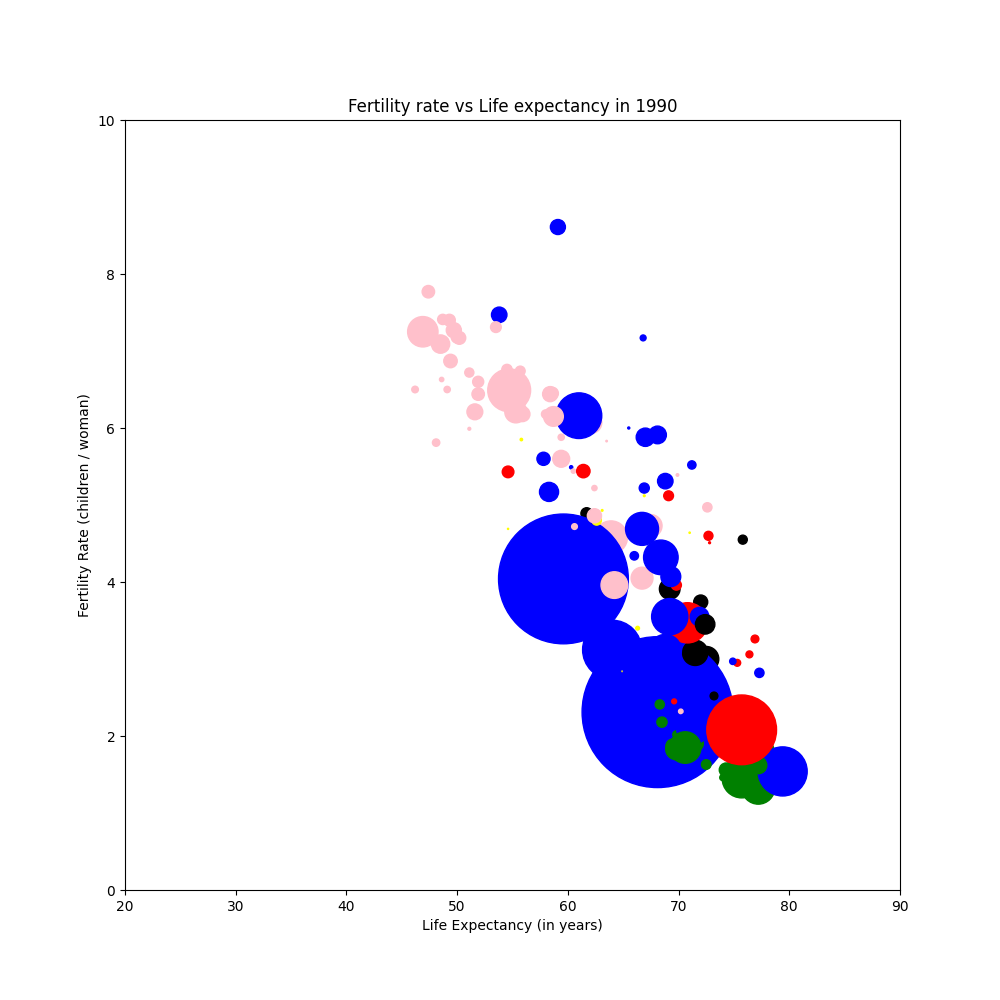 Fertility rate vs Life expectancy in 1990
10
8
6
4
2
0
Fertility Rate (children / woman)
20 30 40 50 60 70 80 90
Life Expectancy (in years)